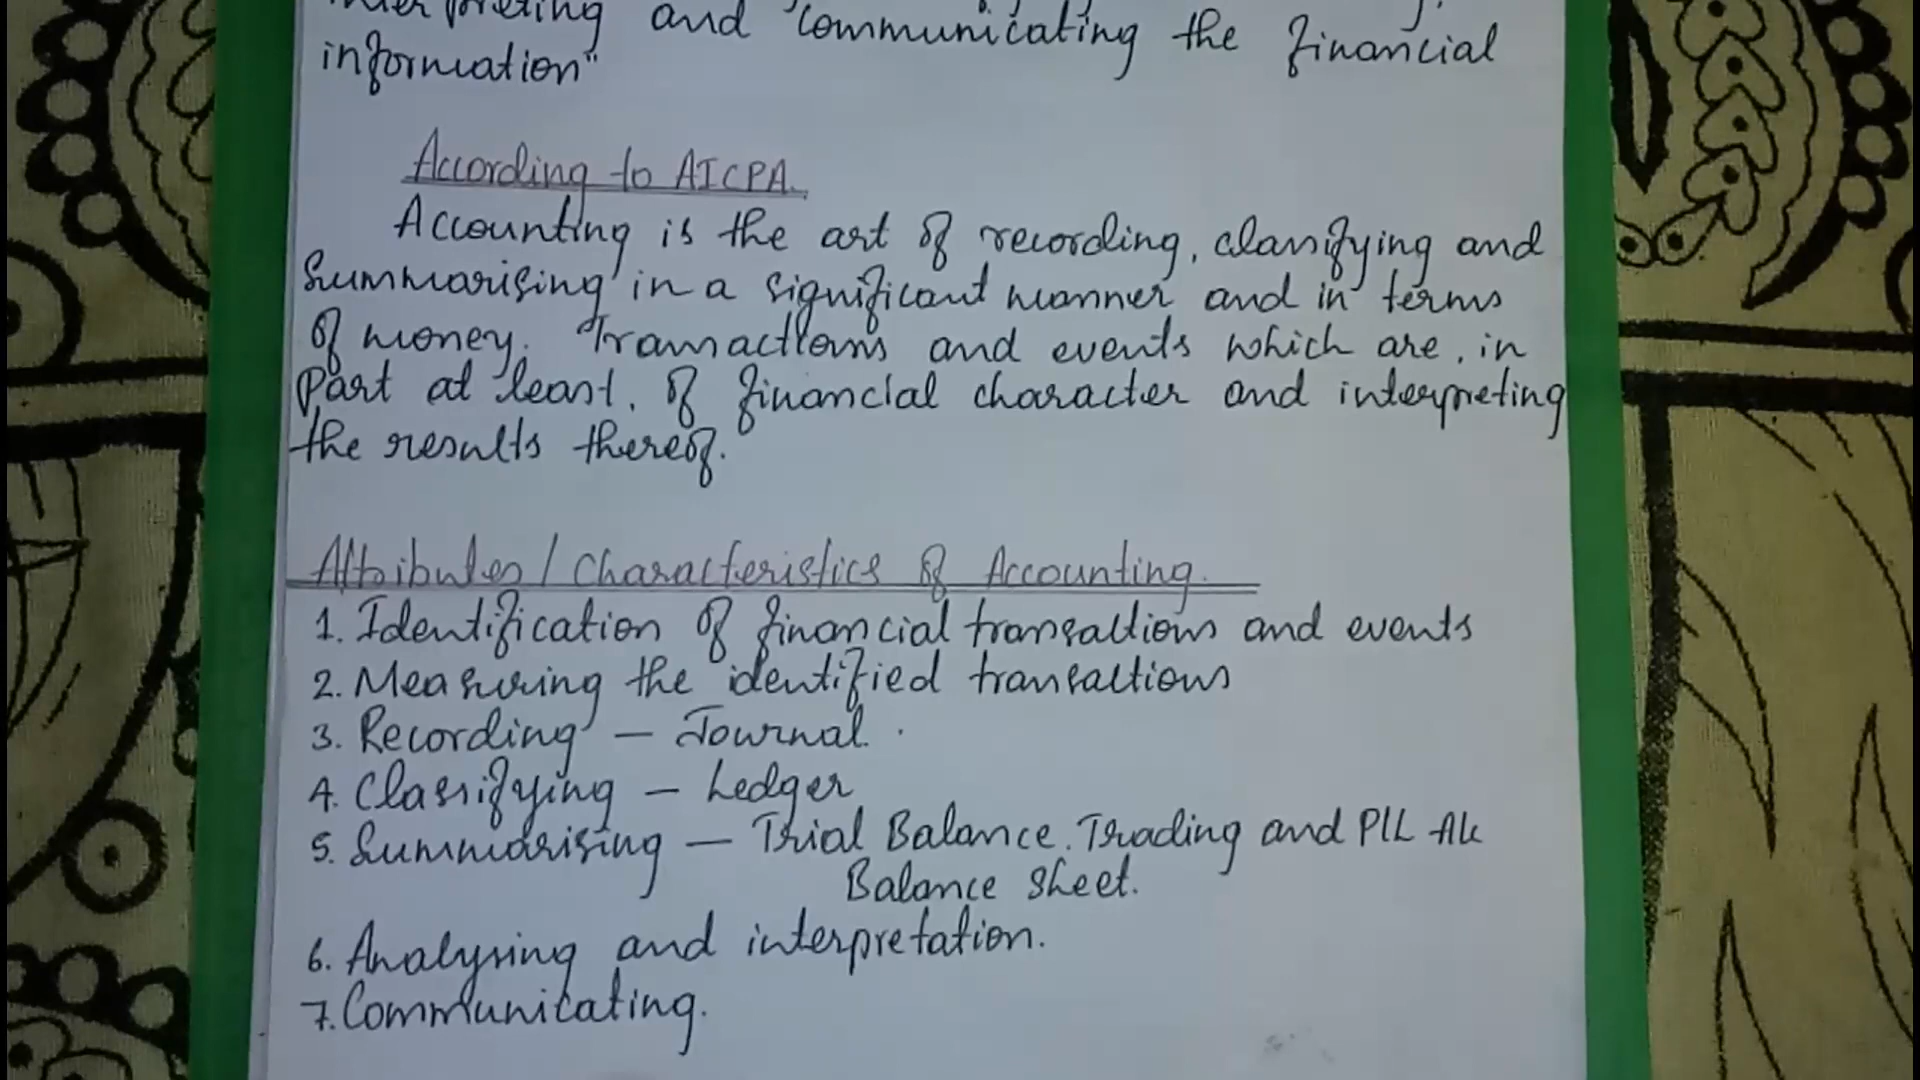 interpreting and communicating the financial
information"
According to AICPA.
Accounting is the art of recording, classifying and
Summarising in a significant manner and in terms
of money. Transactions and events which are, in
Part at least, of financial character and interpreting
the results thereof.
Attributes / Characteristics of Accounting.
1. Identification of financial transactions and events
2. Measuring the identified transactions
3. Recording - Journal.
4. Classifying - Ledger
5. Summarising - Trial Balance. Trading and P&L A/c
Balance Sheet.
6. Analysing and interpretation.
7. Communicating.